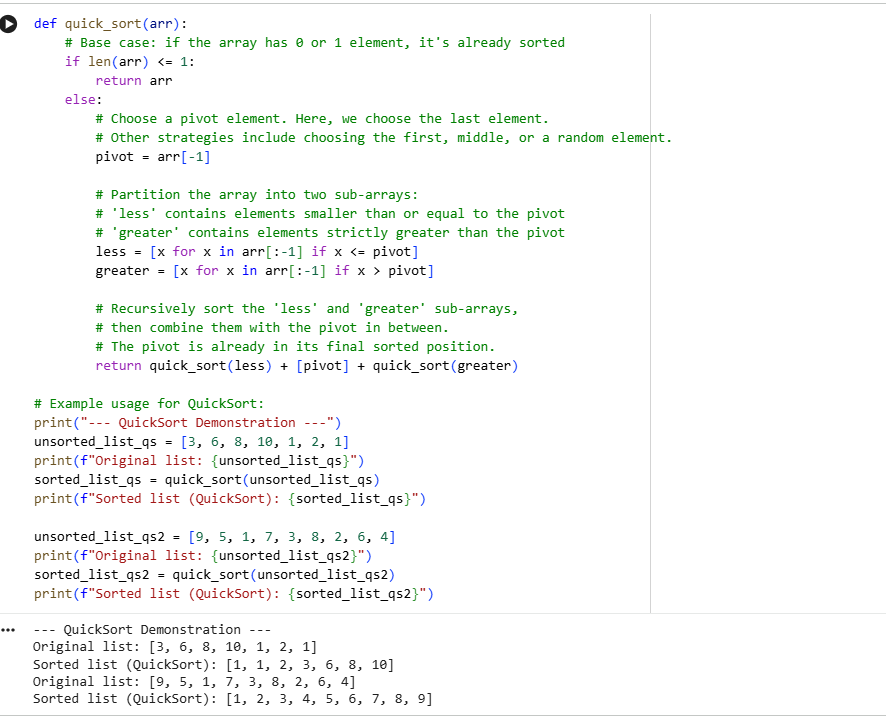 def quick_sort(arr):
    # Base case: if the array has 0 or 1 element, it's already sorted
    if len(arr) <= 1:
        return arr
    else:
        # Choose a pivot element. Here, we choose the last element.
        # Other strategies include choosing the first, middle, or a random element.
        pivot = arr[-1]

        # Partition the array into two sub-arrays:
        # 'less' contains elements smaller than or equal to the pivot
        # 'greater' contains elements strictly greater than the pivot
        less = [x for x in arr[:-1] if x <= pivot]
        greater = [x for x in arr[:-1] if x > pivot]

        # Recursively sort the 'less' and 'greater' sub-arrays,
        # then combine them with the pivot in between.
        # The pivot is already in its final sorted position.
        return quick_sort(less) + [pivot] + quick_sort(greater)

# Example usage for QuickSort:
print("--- QuickSort Demonstration ---")
unsorted_list_qs = [3, 6, 8, 10, 1, 2, 1]
print(f"Original list: {unsorted_list_qs}")
sorted_list_qs = quick_sort(unsorted_list_qs)
print(f"Sorted list (QuickSort): {sorted_list_qs}")

unsorted_list_qs2 = [9, 5, 1, 7, 3, 8, 2, 6, 4]
print(f"Original list: {unsorted_list_qs2}")
sorted_list_qs2 = quick_sort(unsorted_list_qs2)
print(f"Sorted list (QuickSort): {sorted_list_qs2}")

--- QuickSort Demonstration ---
Original list: [3, 6, 8, 10, 1, 2, 1]
Sorted list (QuickSort): [1, 1, 2, 3, 6, 8, 10]
Original list: [9, 5, 1, 7, 3, 8, 2, 6, 4]
Sorted list (QuickSort): [1, 2, 3, 4, 5, 6, 7, 8, 9]